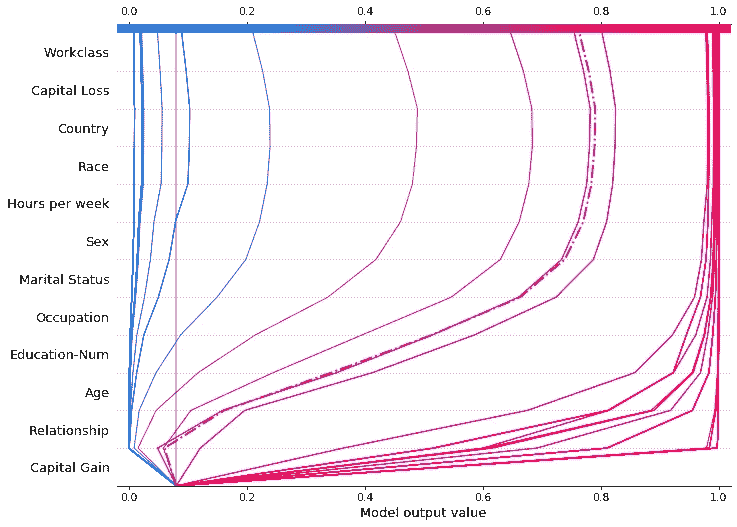 0.0 0.2 0.4 0.6 0.8 1.0
Workclass
Capital Loss
Country
Race
Hours per week
Sex
Marital Status
Occupation
Education-Num
Age
Relationship
Capital Gain
0.0 0.2 0.4 0.6 0.8 1.0
Model output value